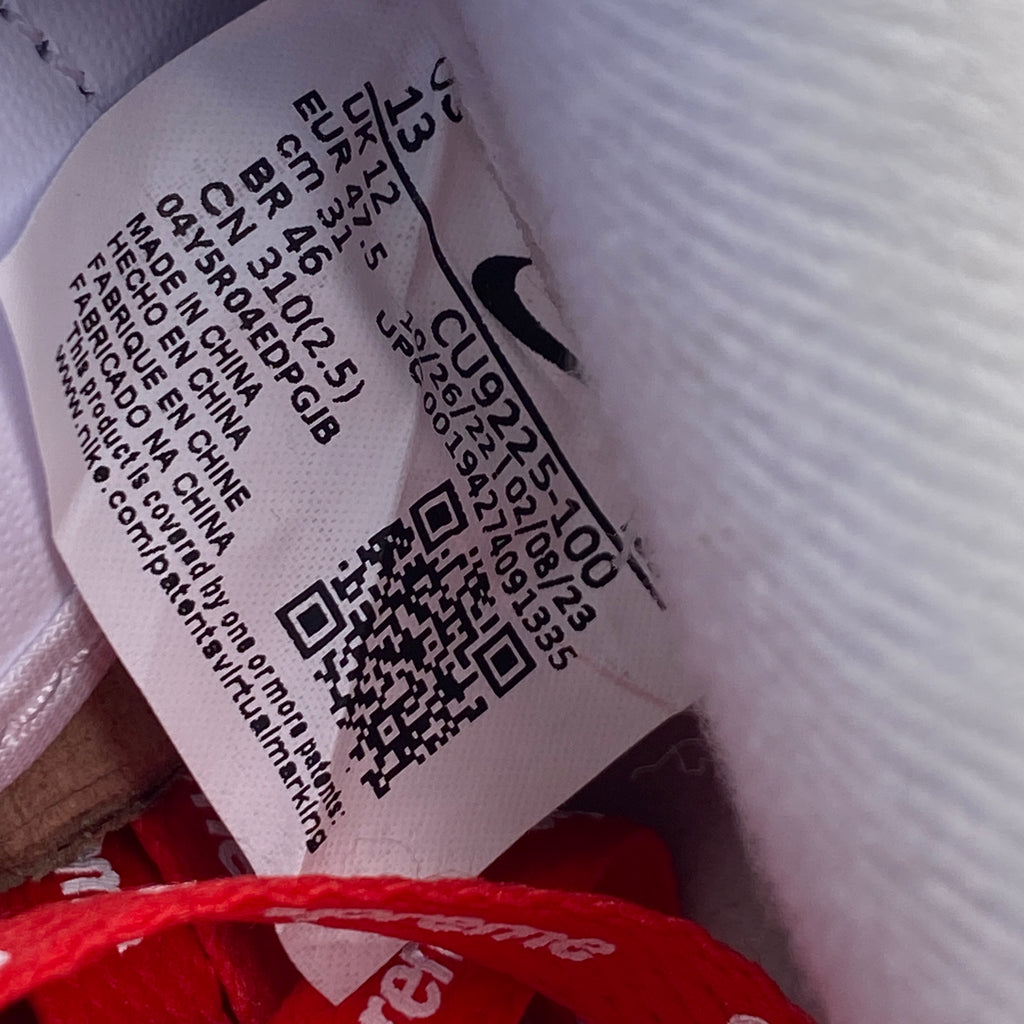 US
13
UK 12
EUR 47.5
cm 31
BR 46
CN 310(2.5)
04Y5R04EDPGJB
MADE IN CHINA
HECHO EN CHINA
FABRIQUE EN CHINE
FABRICADO NA CHINA
This product is covered by one or more patents:
www.nike.com/patentsvirtualmarking
CU9225-100
10/26/22 | 02/08/23
UPC 00194274091335
Supreme